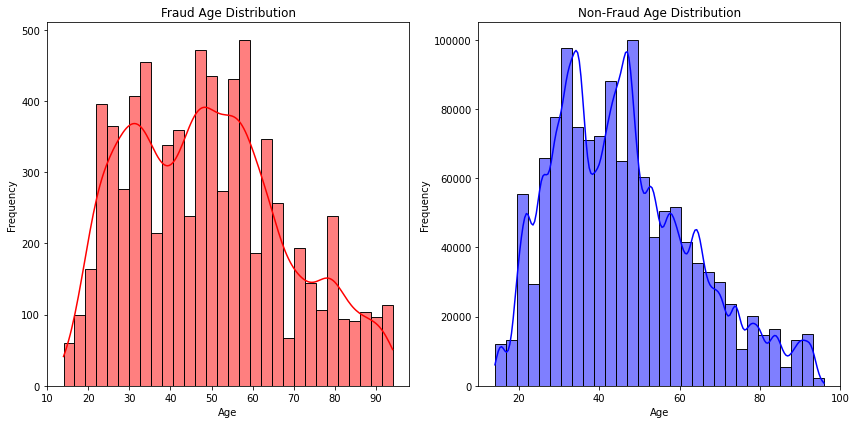 Fraud Age Distribution
Frequency
500
400
300
200
100
0
10 20 30 40 50 60 70 80 90
Age
Non-Fraud Age Distribution
Frequency
100000
80000
60000
40000
20000
0
20 40 60 80 100
Age